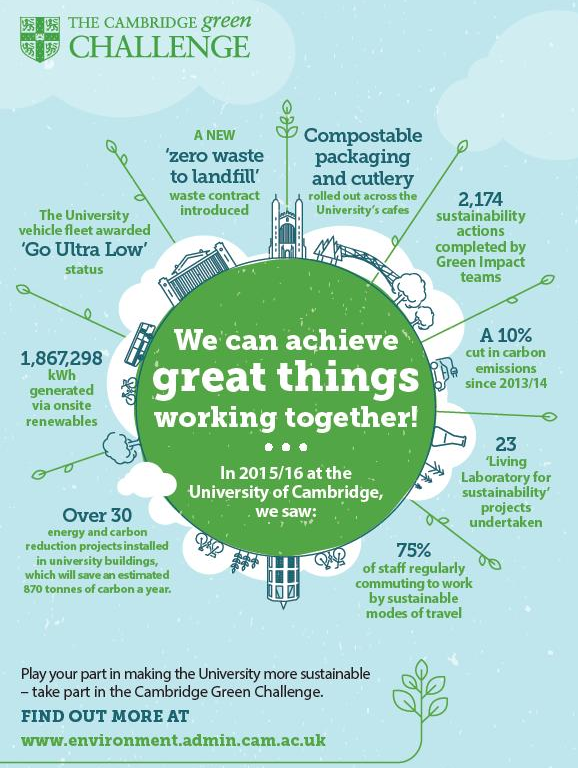 THE CAMBRIDGE green
CHALLENGE
A NEW
‘zero waste
to landfill’
waste contract
introduced
Compostable
packaging
and cutlery
rolled out across the
University’s cafes
2,174
sustainability
actions
completed by
Green Impact
teams
The University
vehicle fleet awarded
‘Go Ultra Low’
status
A 10%
cut in carbon
emissions
since 2013/14
1,867,298
kWh
generated
via onsite
renewables
We can achieve
great things
working together!
In 2015/16 at the
University of Cambridge,
we saw:
23
‘Living
Laboratory for
sustainability’
projects
undertaken
Over 30
energy and carbon
reduction projects installed
in university buildings,
which will save an estimated
870 tonnes of carbon a year.
75%
of staff regularly
commuting to work
by sustainable
modes of travel
Play your part in making the University more sustainable
– take part in the Cambridge Green Challenge.
FIND OUT MORE AT
www.environment.admin.cam.ac.uk